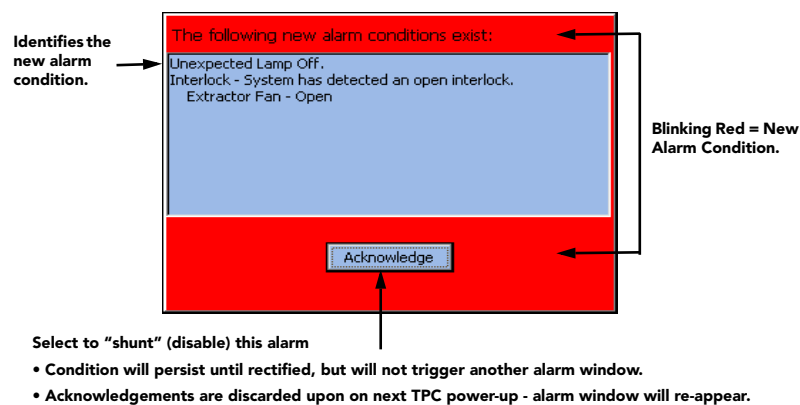 The following new alarm conditions exist:
Identifies the
new alarm
condition.
Unexpected Lamp Off.
Interlock - System has detected an open interlock.
Extractor Fan - Open
Blinking Red = New
Alarm Condition.
Acknowledge
Select to “shunt” (disable) this alarm
• Condition will persist until rectified, but will not trigger another alarm window.
• Acknowledgements are discarded upon on next TPC power-up - alarm window will re-appear.